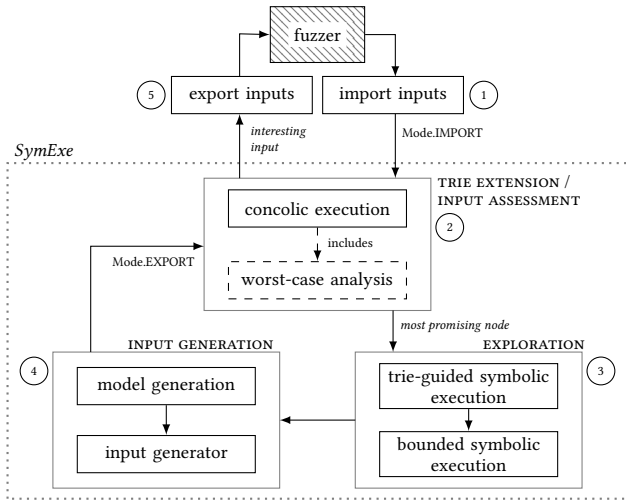 fuzzer
5
export inputs
import inputs
1
interesting
input
Mode.IMPORT
SymExe
TRIE EXTENSION /
INPUT ASSESSMENT
concolic execution
2
includes
Mode.EXPORT
worst-case analysis
most promising node
INPUT GENERATION
EXPLORATION
4
model generation
input generator
trie-guided symbolic
execution
3
bounded symbolic
execution